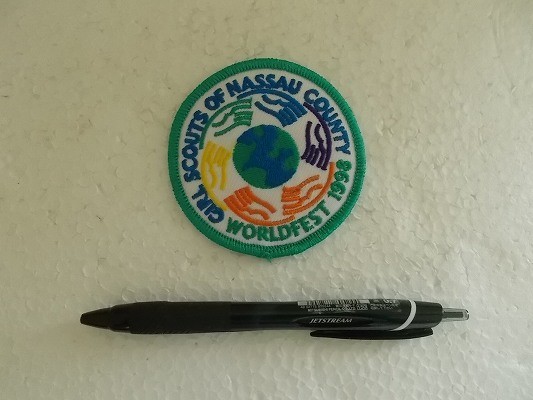 GIRL SCOUTS OF NASSAU COUNTY
WORLDFEST 1998
JETSTREAM